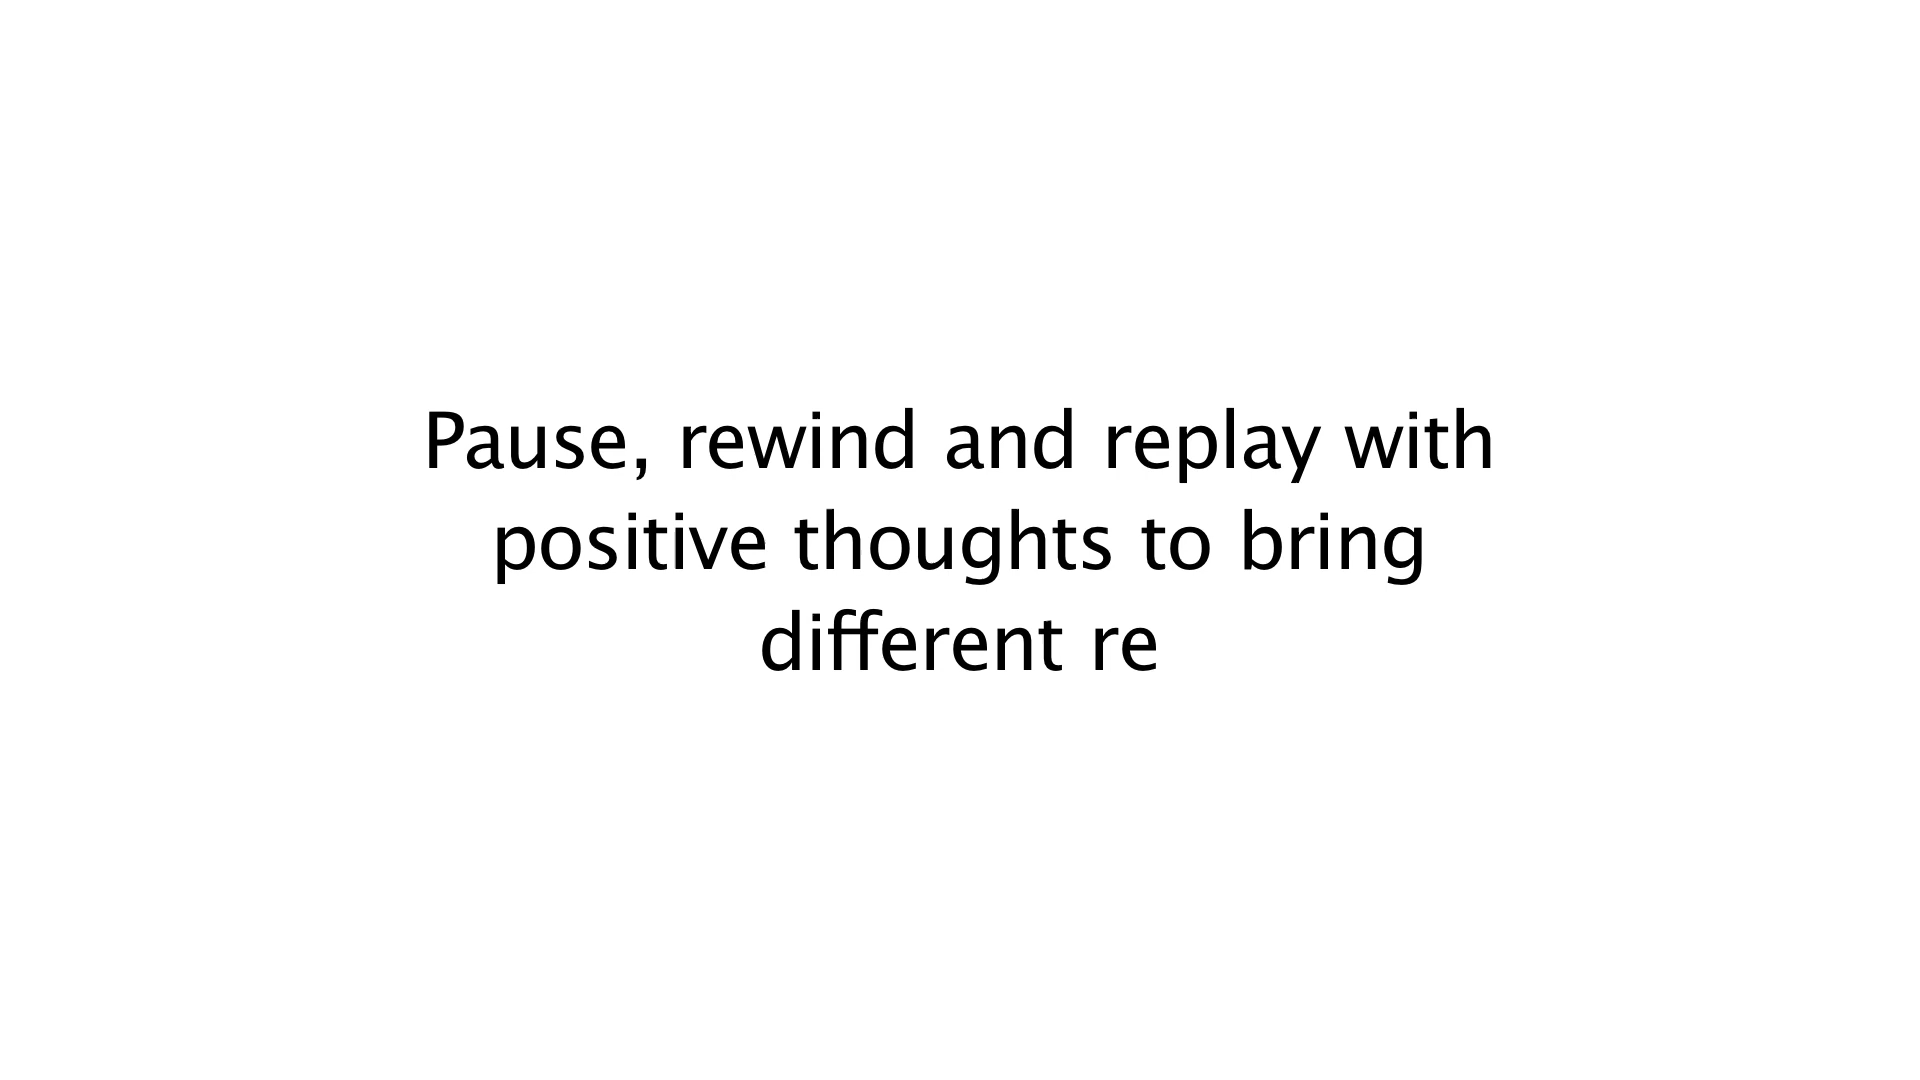 Pause, rewind and replay with
positive thoughts to bring
different re